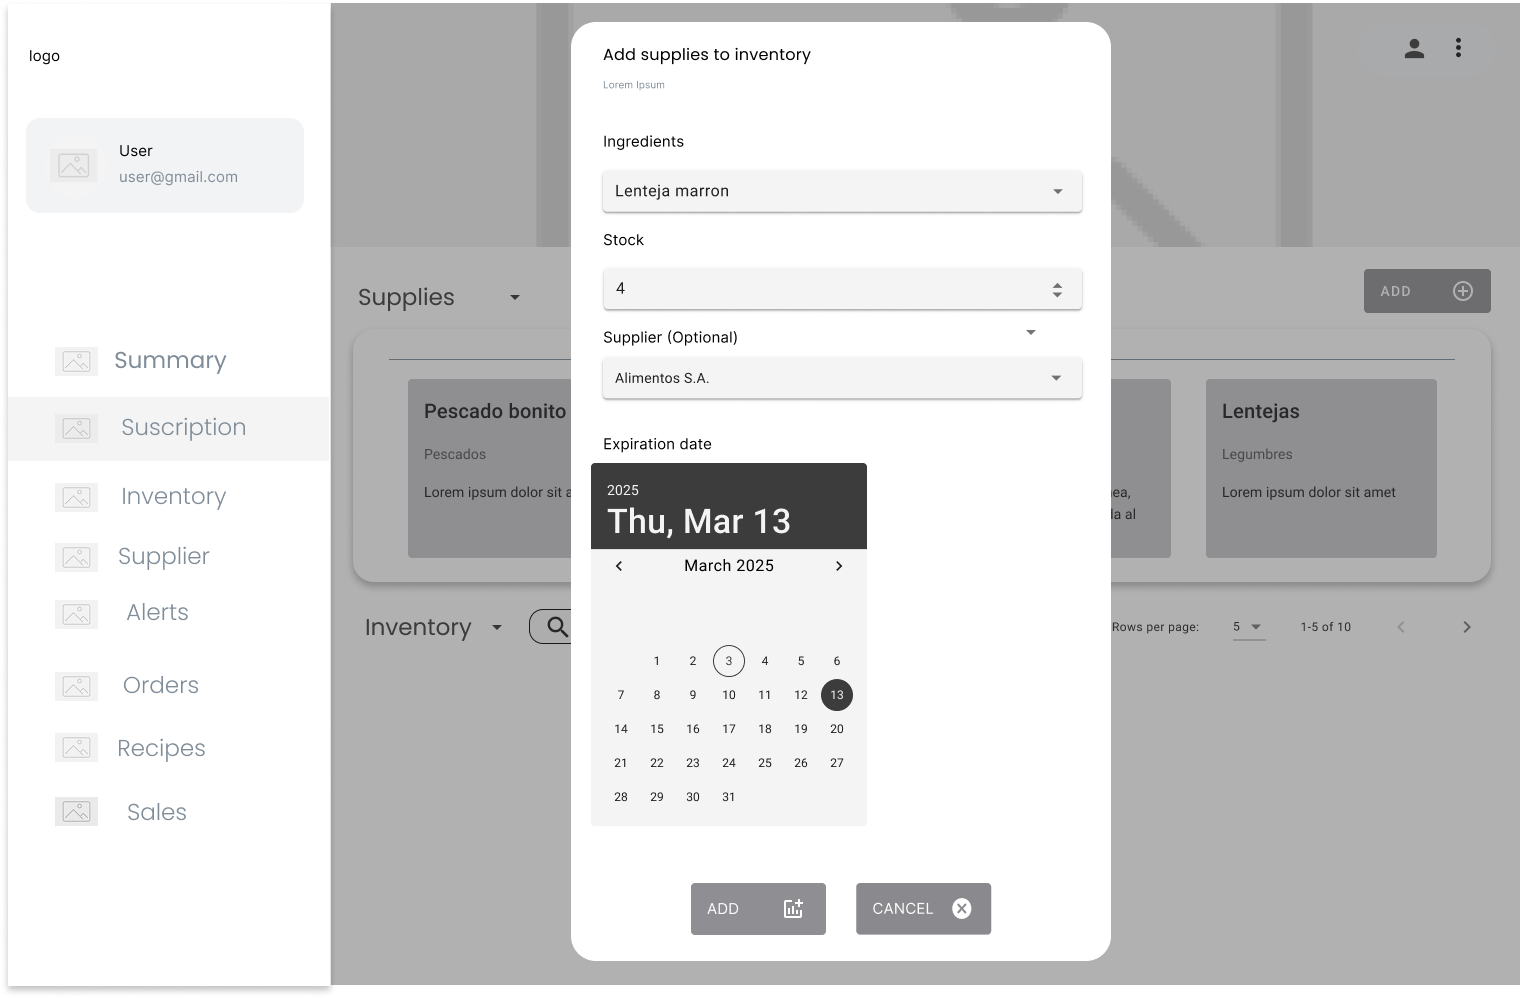 logo
User
user@gmail.com
Summary
Suscription
Inventory
Supplier
Alerts
Orders
Recipes
Sales
Supplies
ADD
Pescado bonito
Pescados
Lorem ipsum dolor sit a
ea,
la al
Lentejas
Legumbres
Lorem ipsum dolor sit amet
Inventory
Rows per page:
5
1-5 of 10
Add supplies to inventory
Lorem Ipsum
Ingredients
Lenteja marron
Stock
4
Supplier (Optional)
Alimentos S.A.
Expiration date
2025
Thu, Mar 13
March 2025
1 2 3 4 5 6
7 8 9 10 11 12 13
14 15 16 17 18 19 20
21 22 23 24 25 26 27
28 29 30 31
ADD
CANCEL